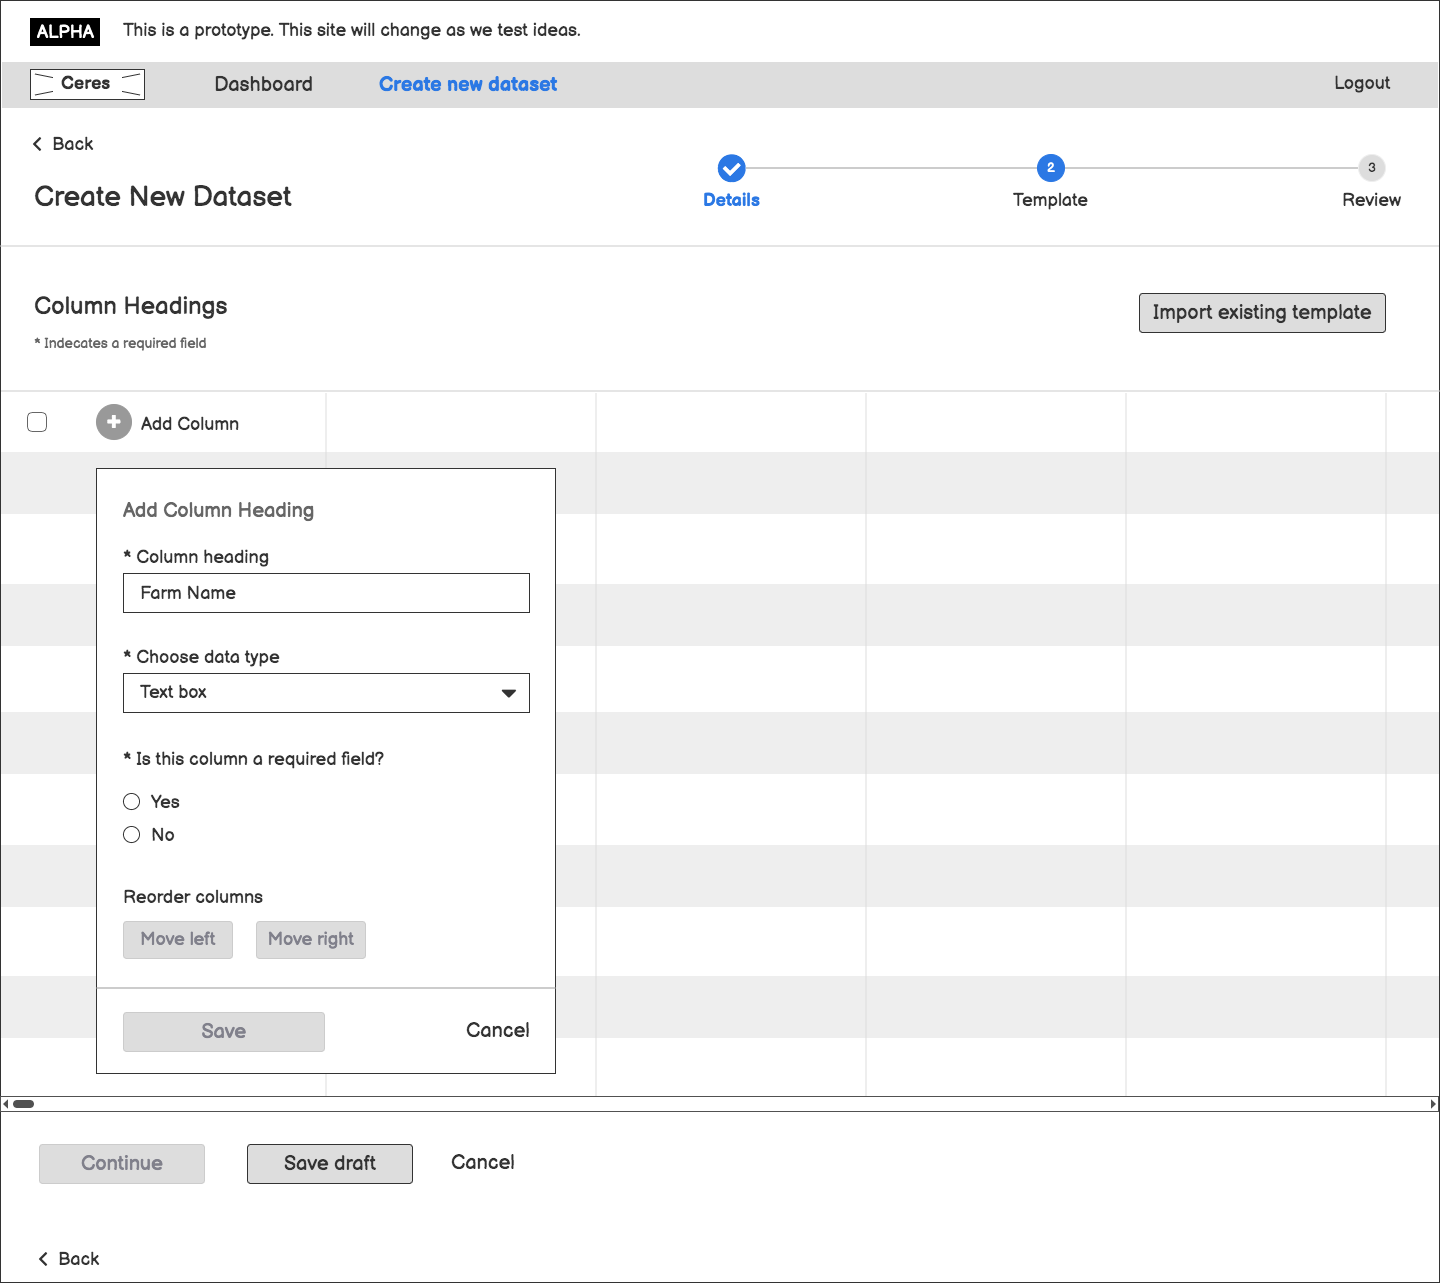 ALPHA This is a prototype. This site will change as we test ideas.
Ceres Dashboard Create new dataset Logout
Back
Create New Dataset
2 3
Details Template Review
Column Headings
Import existing template
* Indecates a required field
Add Column
Add Column Heading
* Column heading
Farm Name
* Choose data type
Text box
* Is this column a required field?
Yes
No
Reorder columns
Move left Move right
Save Cancel
Continue Save draft Cancel
Back